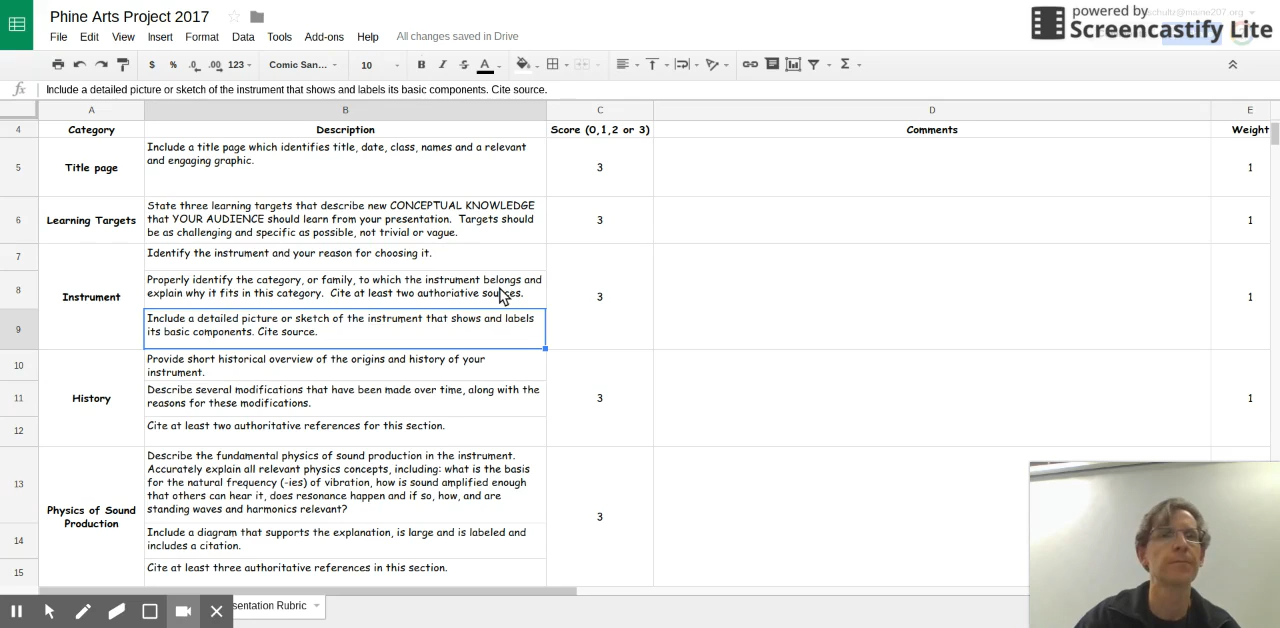 Phine Arts Project 2017
powered by
Screencastify Lite
File Edit View Insert Format Data Tools Add-ons Help All changes saved in Drive
$ % .0 .00 123 Comic San... 10 B I S A Σ
fx Include a detailed picture or sketch of the instrument that shows and labels its basic components. Cite source.
A B C D E
4 Category Description Score (0,1,2 or 3) Comments Weight
5 Title page Include a title page which identifies title, date, class, names and a relevant
and engaging graphic.
3 1
6 Learning Targets State three learning targets that describe new CONCEPTUAL KNOWLEDGE
that YOUR AUDIENCE should learn from your presentation. Targets should
be as challenging and specific as possible, not trivial or vague.
3 1
7 Identify the instrument and your reason for choosing it.
8 Instrument Properly identify the category, or family, to which the instrument belongs and
explain why it fits in this category. Cite at least two authoriative sources.
3 1
9 Include a detailed picture or sketch of the instrument that shows and labels
its basic components. Cite source.
10 Provide short historical overview of the origins and history of your
instrument.
11 History Describe several modifications that have been made over time, along with the
reasons for these modifications.
3 1
12 Cite at least two authoritative references for this section.
13 Describe the fundamental physics of sound production in the instrument.
Accurately explain all relevant physics concepts, including: what is the basis
for the natural frequency (-ies) of vibration, how is sound amplified enough
that others can hear it, does resonance happen and if so, how, and are
standing waves and harmonics relevant?
Physics of Sound
Production
3
14 Include a diagram that supports the explanation, is large and is labeled and
includes a citation.
15 Cite at least three authoritative references in this section.
sentation Rubric